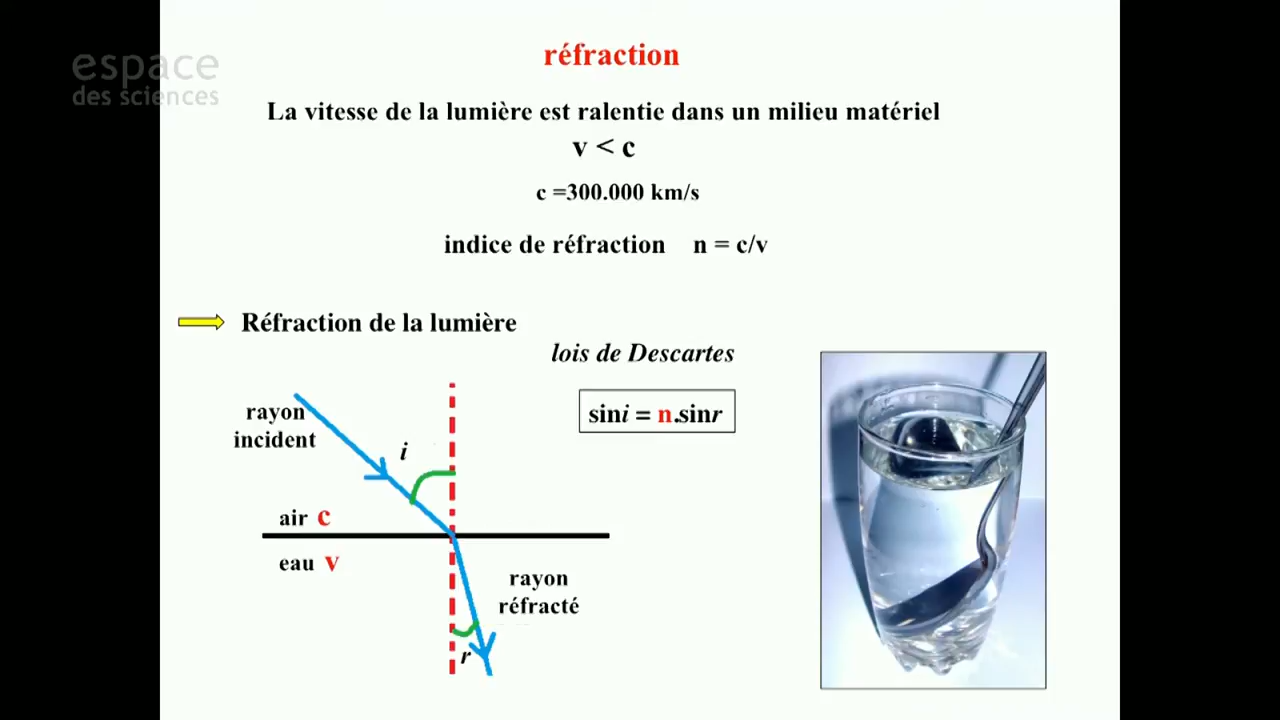 espace
des sciences
réfraction
La vitesse de la lumière est ralentie dans un milieu matériel
v < c
c =300.000 km/s
indice de réfraction n = c/v
Réfraction de la lumière
lois de Descartes
sini = n.sinr
rayon
incident
i
air c
eau v
rayon
réfracté
r